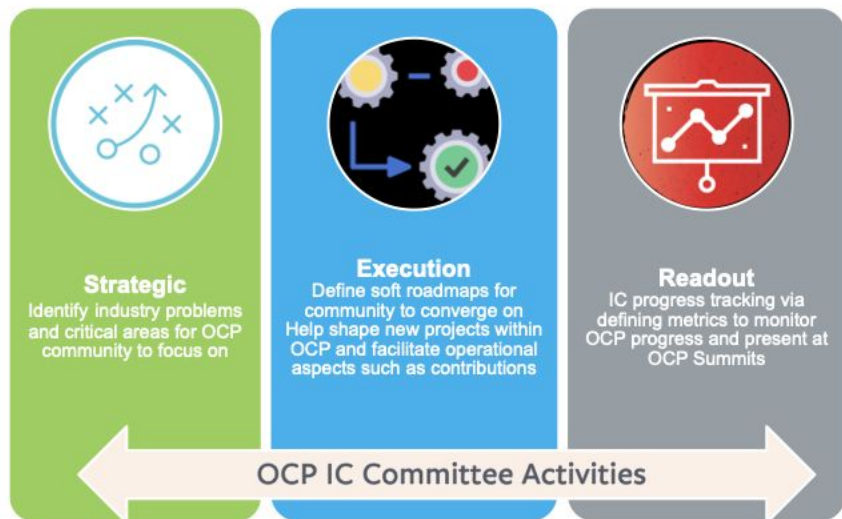 Strategic
Identify industry problems
and critical areas for OCP
community to focus on
Execution
Define soft roadmaps for
community to converge on
Help shape new projects within
OCP and facilitate operational
aspects such as contributions
Readout
IC progress tracking via
defining metrics to monitor
OCP progress and present at
OCP Summits
OCP IC Committee Activities